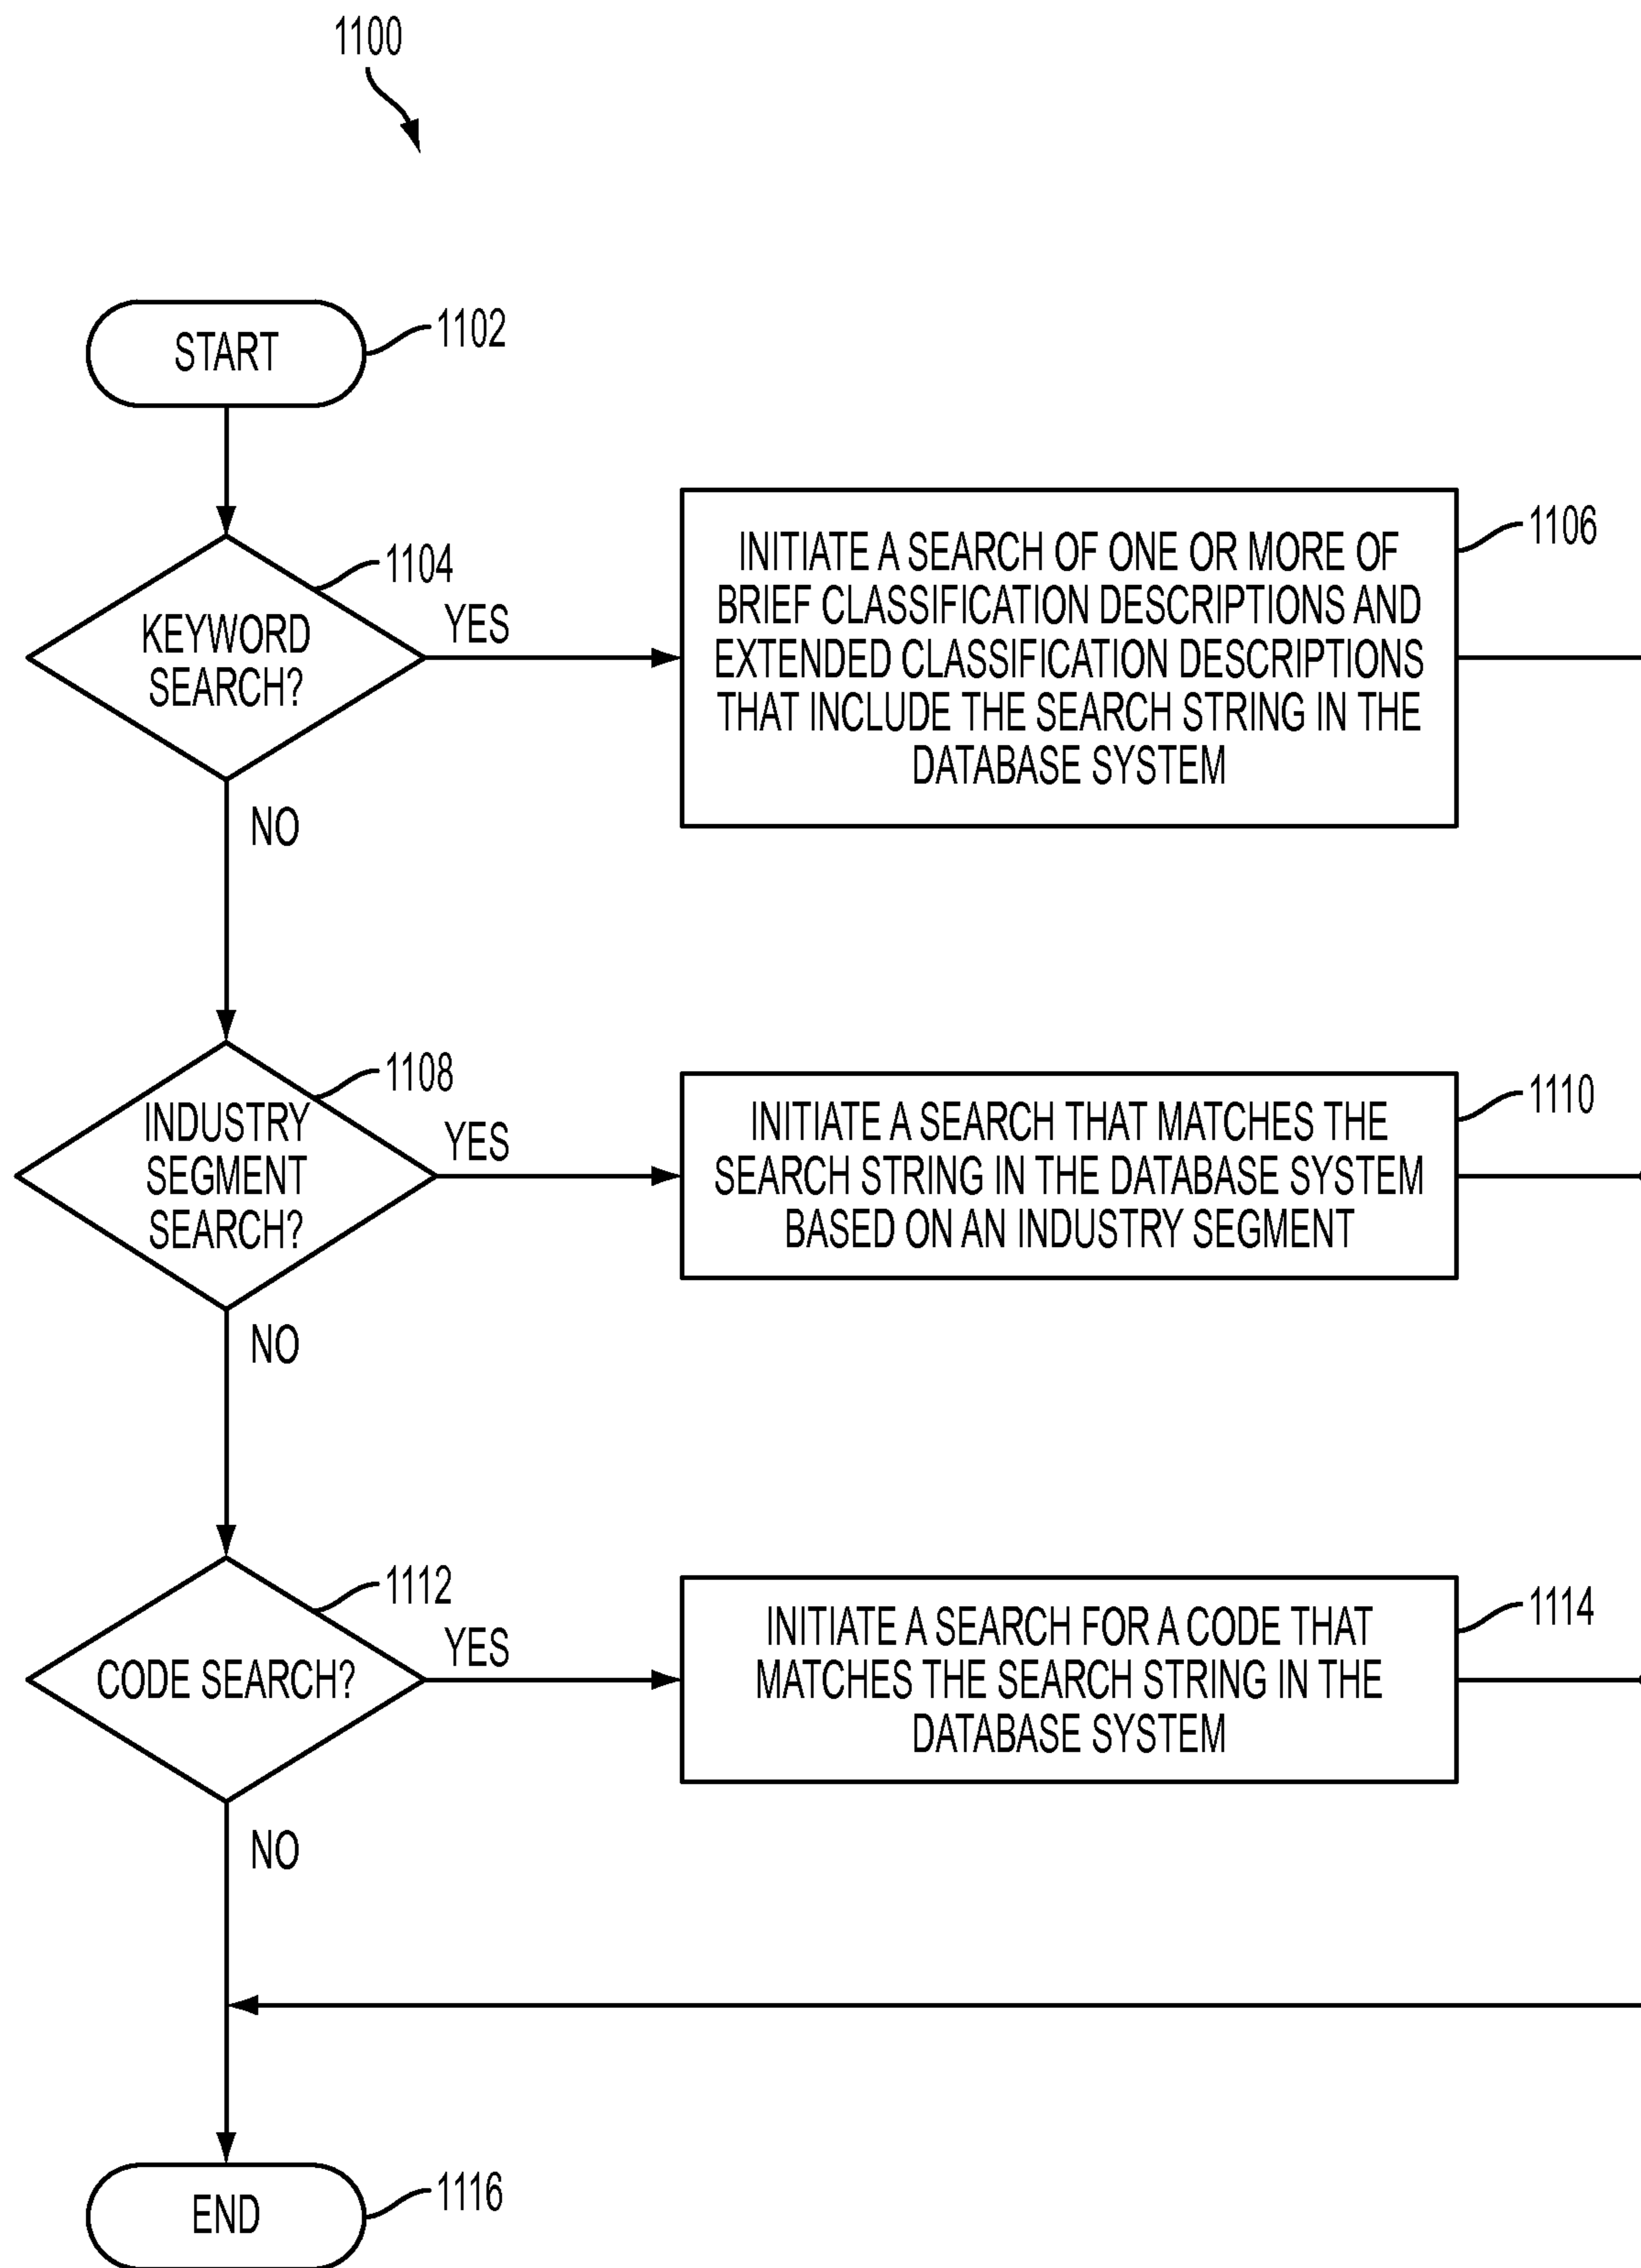 1100
START
1102
KEYWORD
SEARCH?
1104
YES
NO
INITIATE A SEARCH OF ONE OR MORE OF
BRIEF CLASSIFICATION DESCRIPTIONS AND
EXTENDED CLASSIFICATION DESCRIPTIONS
THAT INCLUDE THE SEARCH STRING IN THE
DATABASE SYSTEM
1106
INDUSTRY
SEGMENT
SEARCH?
1108
YES
NO
INITIATE A SEARCH THAT MATCHES THE
SEARCH STRING IN THE DATABASE SYSTEM
BASED ON AN INDUSTRY SEGMENT
1110
CODE SEARCH?
1112
YES
NO
INITIATE A SEARCH FOR A CODE THAT
MATCHES THE SEARCH STRING IN THE
DATABASE SYSTEM
1114
END
1116